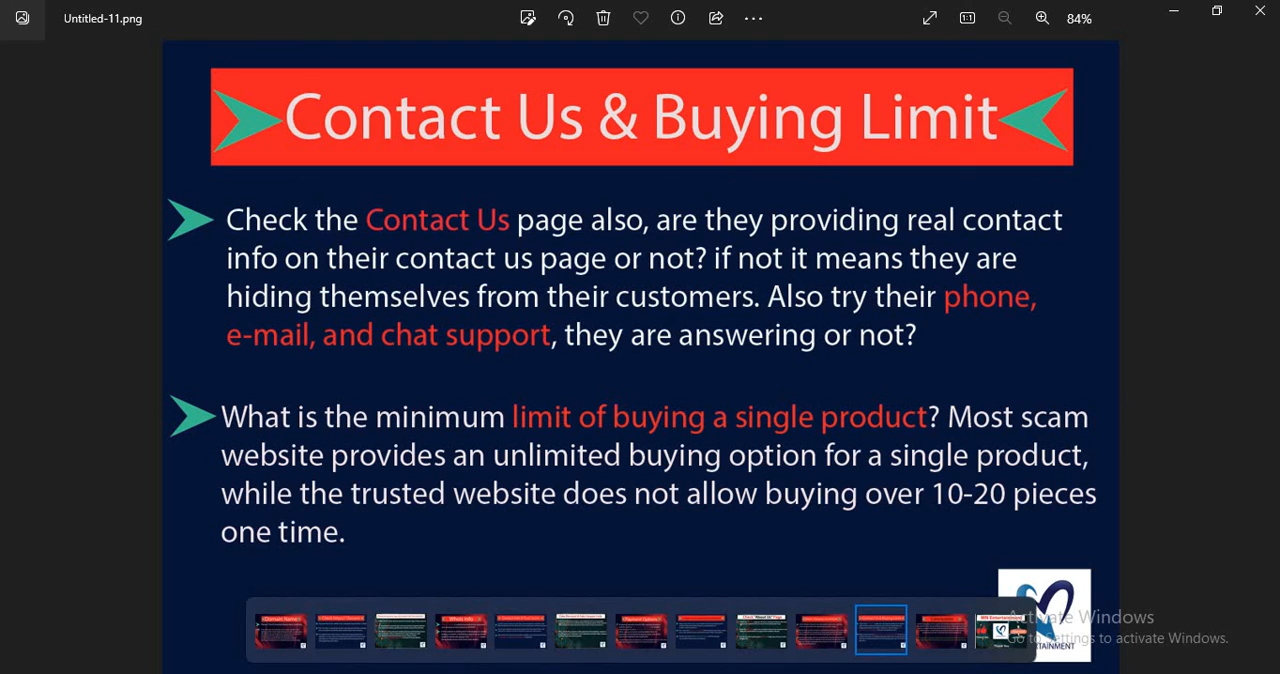 Untitled-11.png
84%
Contact Us & Buying Limit
Check the Contact Us page also, are they providing real contact
info on their contact us page or not? if not it means they are
hiding themselves from their customers. Also try their phone,
e-mail, and chat support, they are answering or not?
What is the minimum limit of buying a single product? Most scam
website provides an unlimited buying option for a single product,
while the trusted website does not allow buying over 10-20 pieces
one time.
Activate Windows
Go to Settings to activate Windows.